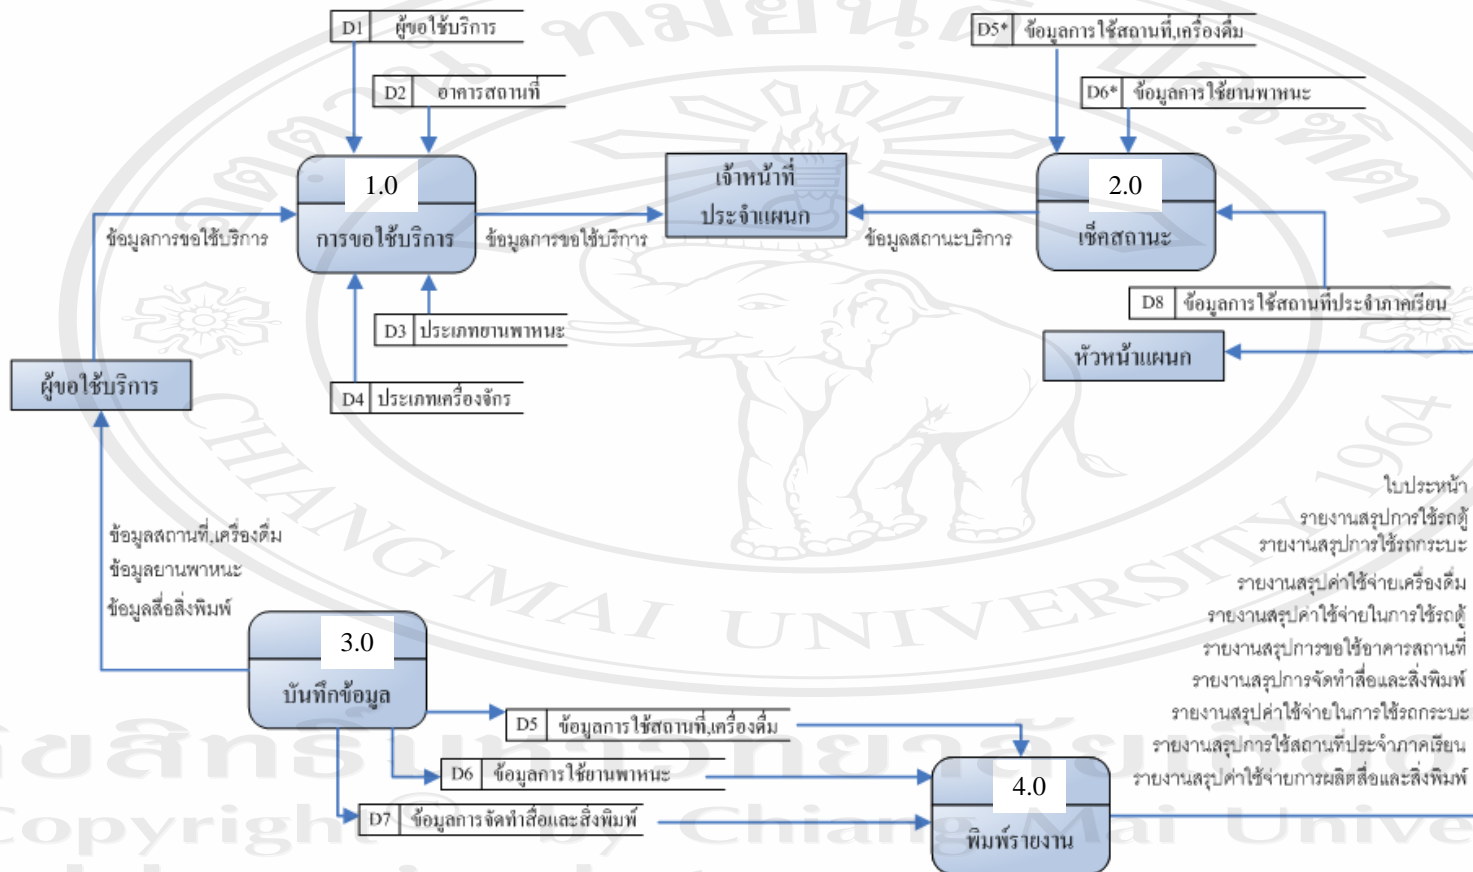 D1 ผู้ขอใช้บริการ
D5* ข้อมูลการใช้สถานที่,เครื่องดื่ม
D2 อาคารสถานที่
D6* ข้อมูลการใช้ยานพาหนะ
1.0
การขอใช้บริการ
เจ้าหน้าที่
ประจำแผนก
2.0
เช็คสถานะ
ข้อมูลการขอใช้บริการ
ข้อมูลการขอใช้บริการ
ข้อมูลสถานะบริการ
D8 ข้อมูลการใช้สถานที่ประจำภาคเรียน
D3 ประเภทยานพาหนะ
หัวหน้าแผนก
ผู้ขอใช้บริการ
D4 ประเภทเครื่องจักร
ข้อมูลสถานที่,เครื่องดื่ม
ข้อมูลยานพาหนะ
ข้อมูลสื่อสิ่งพิมพ์
ใบประหน้า
รายงานสรุปการใช้รถตู้
รายงานสรุปการใช้รถกระบะ
รายงานสรุปค่าใช้จ่ายเครื่องดื่ม
รายงานสรุปค่าใช้จ่ายในการใช้รถตู้
รายงานสรุปการขอใช้อาคารสถานที่
รายงานสรุปการจัดทำสื่อและสิ่งพิมพ์
รายงานสรุปค่าใช้จ่ายในการใช้รถกระบะ
รายงานสรุปการใช้สถานที่ประจำภาคเรียน
รายงานสรุปค่าใช้จ่ายการผลิตสื่อและสิ่งพิมพ์
3.0
บันทึกข้อมูล
D5 ข้อมูลการใช้สถานที่,เครื่องดื่ม
D6 ข้อมูลการใช้ยานพาหนะ
D7 ข้อมูลการจัดทำสื่อและสิ่งพิมพ์
4.0
พิมพ์รายงาน
CHIANG MAI UNIVERSITY 1964
Copyright by Chiang Mai Unive